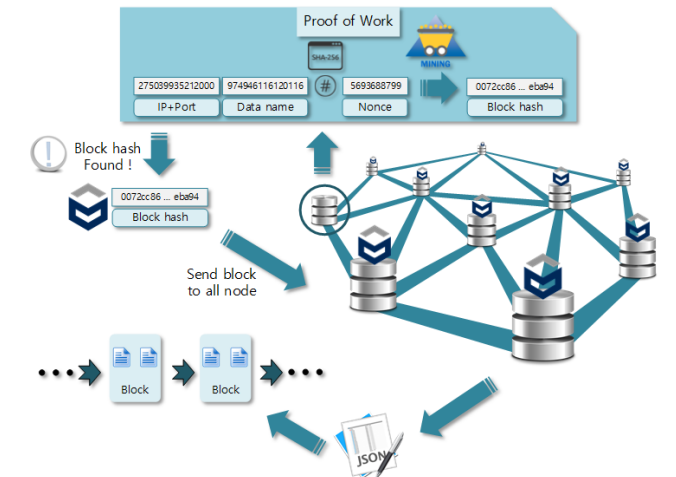 Proof of Work
SHA-256
MINING
275039935212000
974946116120116
#
5693688799
0072cc86 ... eba94
IP+Port
Data name
Nonce
Block hash
Block hash
Found !
0072cc86 ... eba94
Block hash
Send block
to all node
Block
Block
JSON